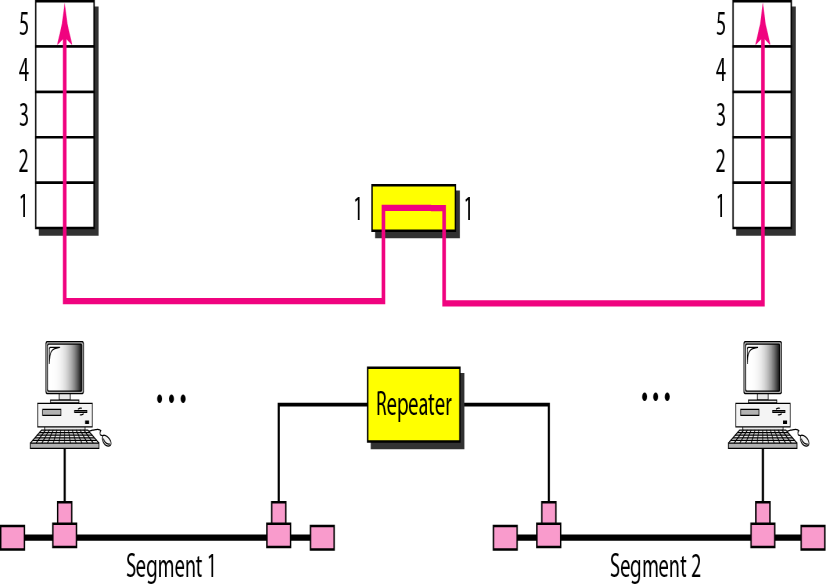 5 5
4 4
3 3
2 2
1 1 1 1
... ...
Repeater
Segment 1 Segment 2